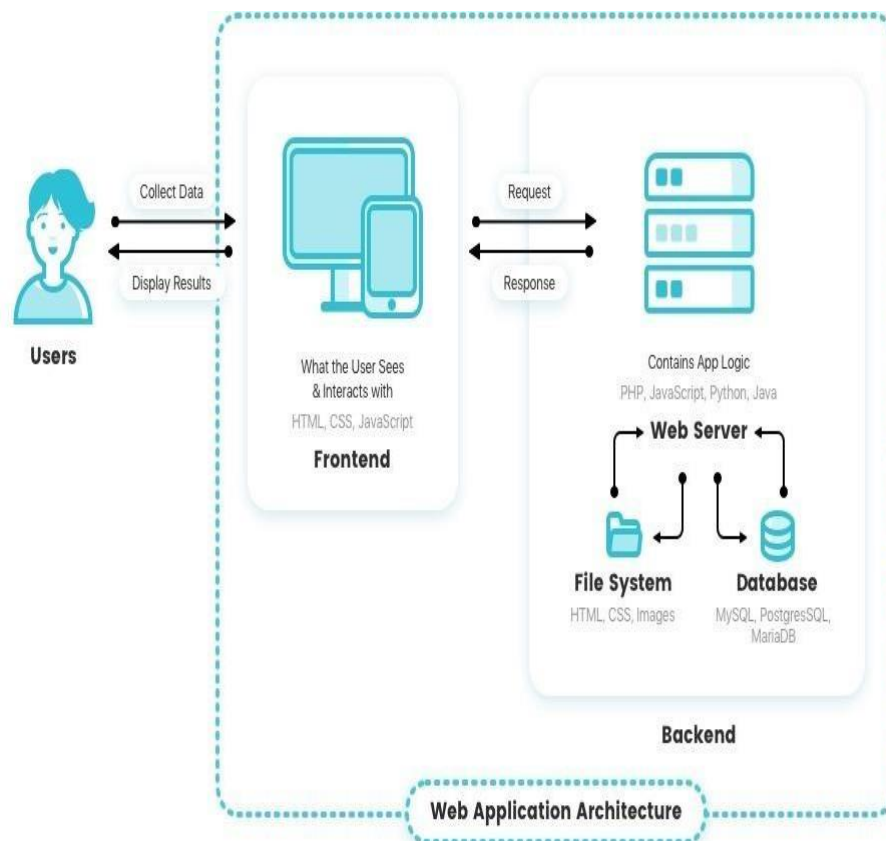 Collect Data
Display Results
Users
What the User Sees
& Interacts with
HTML, CSS, JavaScript
Frontend
Request
Response
Contains App Logic
PHP, JavaScript, Python, Java
Web Server
File System
HTML, CSS, Images
Database
MySQL, PostgresSQL,
MariaDB
Backend
Web Application Architecture